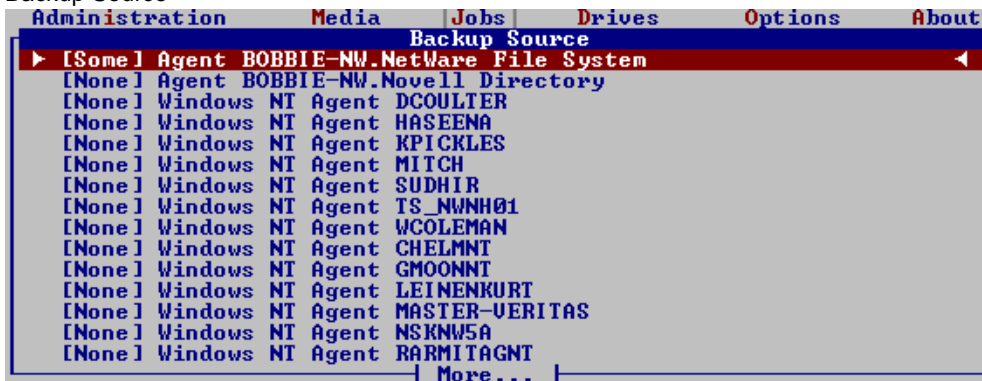 Backup Source
Administration Media Jobs Drives Options About
Backup Source
[Some] Agent BOBBIE-NW.NetWare File System
[None] Agent BOBBIE-NW.Novell Directory
[None] Windows NT Agent DCOULTER
[None] Windows NT Agent HASEENA
[None] Windows NT Agent KPICKLES
[None] Windows NT Agent MITCH
[None] Windows NT Agent SUDHIR
[None] Windows NT Agent TS_NWNH01
[None] Windows NT Agent WCOLEMAN
[None] Windows NT Agent CHELMNT
[None] Windows NT Agent GMOONNT
[None] Windows NT Agent LEINENKURT
[None] Windows NT Agent MASTER-VERITAS
[None] Windows NT Agent NSKNW5A
[None] Windows NT Agent RARMITAGNT
More...